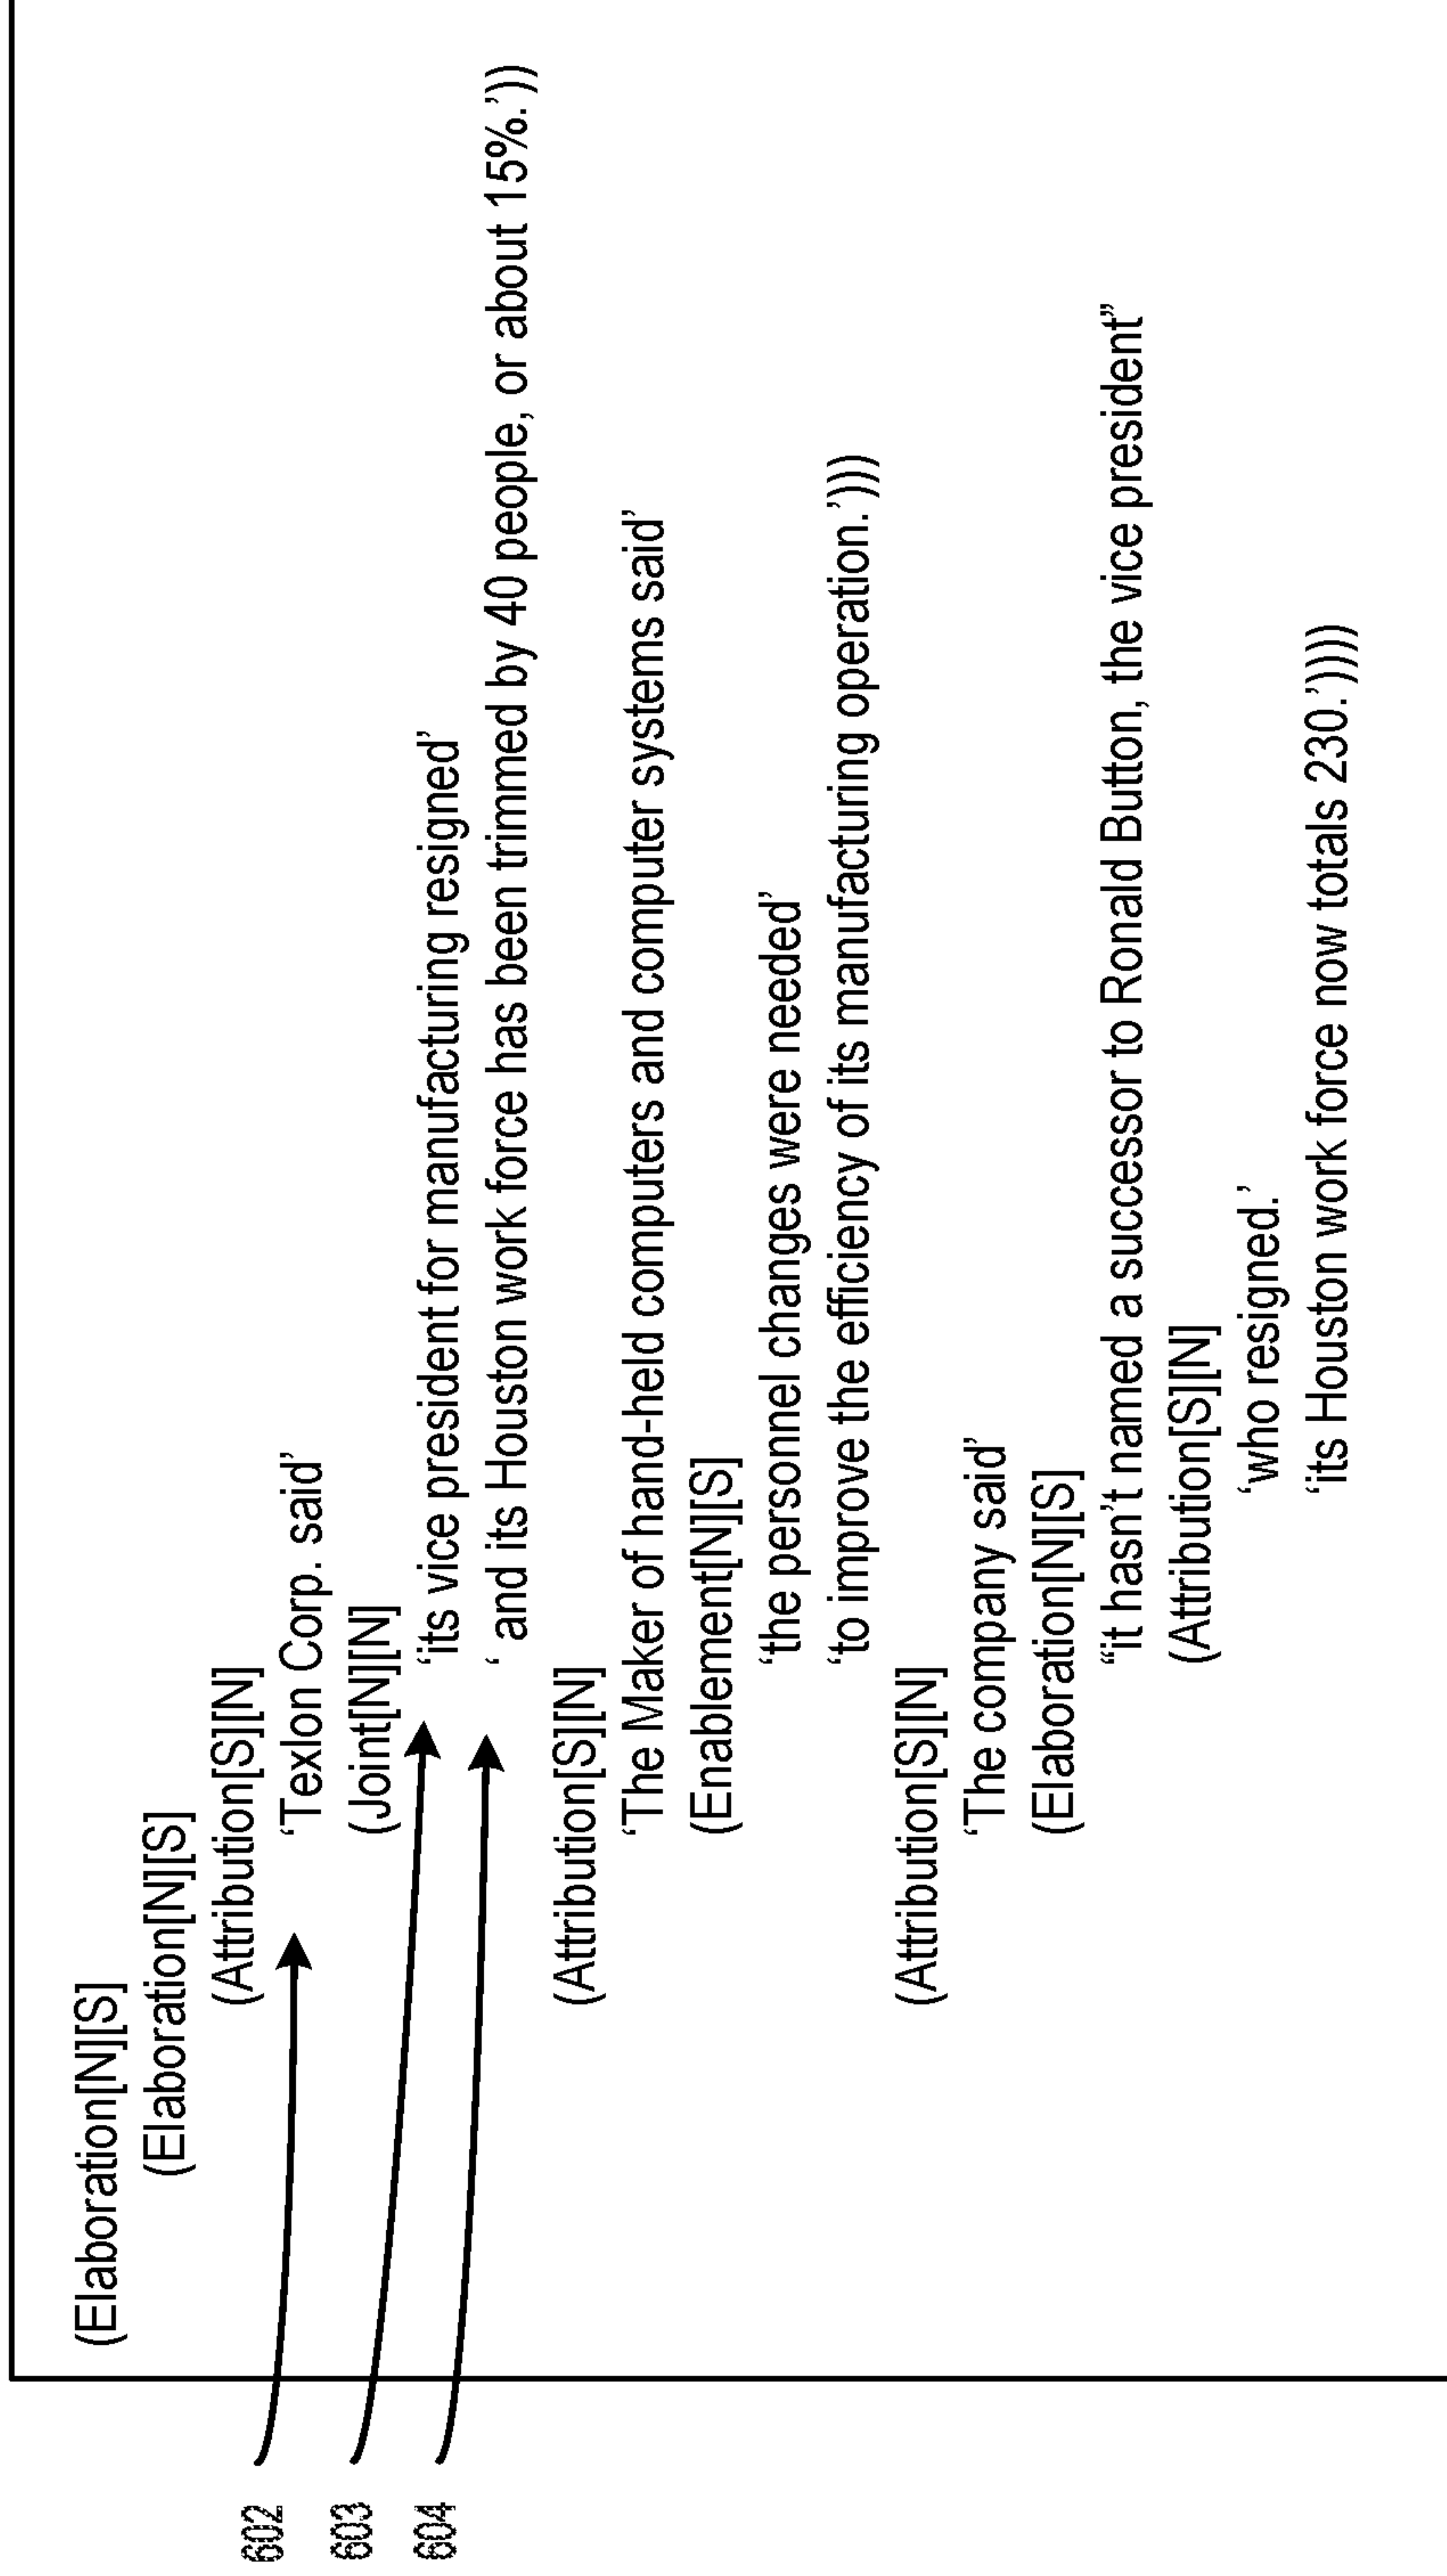 (Elaboration[N][S]
(Elaboration[N][S]
(Attribution[S][N]
602
‘Texlon Corp. said’
(Joint[N][N]
603
‘its vice president for manufacturing resigned’
604
‘ and its Houston work force has been trimmed by 40 people, or about 15%.’))
(Attribution[S][N]
‘The Maker of hand-held computers and computer systems said’
(Enablement[N][S]
‘the personnel changes were needed’
‘to improve the efficiency of its manufacturing operation.’)))
(Attribution[S][N]
‘The company said’
(Elaboration[N][S]
“it hasn’t named a successor to Ronald Button, the vice president”
(Attribution[S][N]
‘who resigned.’
‘its Houston work force now totals 230.’)))))